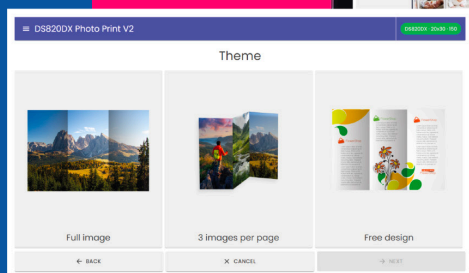 DS820DX Photo Print V2
DS820DX - 20x30 - 150
Theme
Full image
3 images per page
Free design
BACK
CANCEL
NEXT